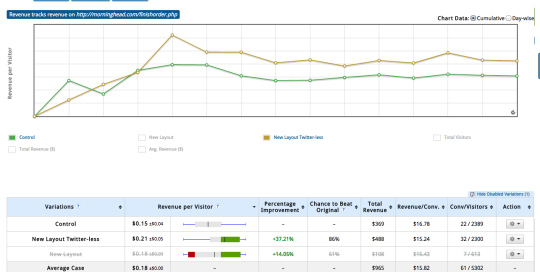 Revenue tracks revenue on http://morninghead.com/finishorder.php
Chart Data: Cumulative Day-wise
Revenue per Visitor
Control New Layout New Layout Twitter-less Total Visitors
Total Revenue ($) Avg. Revenue ($)
Hide Disabled Variations (1)
Variations Revenue per Visitor Percentage Improvement Chance to Beat Original Total Revenue Revenue/Conv. Conv/Visitors Action
Control $0.15 ±$0.04 - - $369 $16.78 22 / 2389
New Layout Twitter-less $0.21 ±$0.05 +37.21% 86% $488 $15.24 32 / 2300
New Layout $0.18 ±$0.09 +14.05% 61% $108 $15.43 7 / 613
Average Case $0.18 ±$0.00 - - $965 $15.82 61 / 5302 -